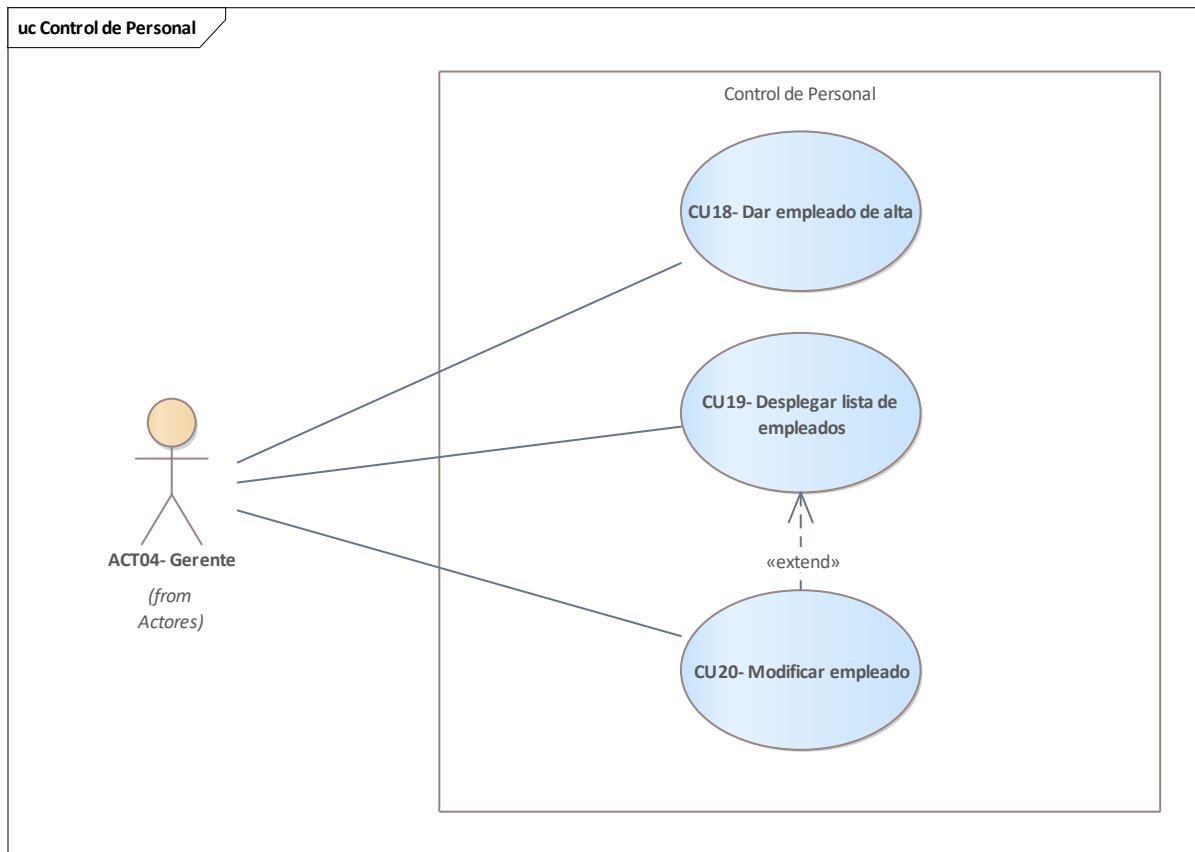 uc Control de Personal
Control de Personal
CU18- Dar empleado de alta
CU19- Desplegar lista de
empleados
«extend»
ACT04- Gerente
(from
Actores)
CU20- Modificar empleado